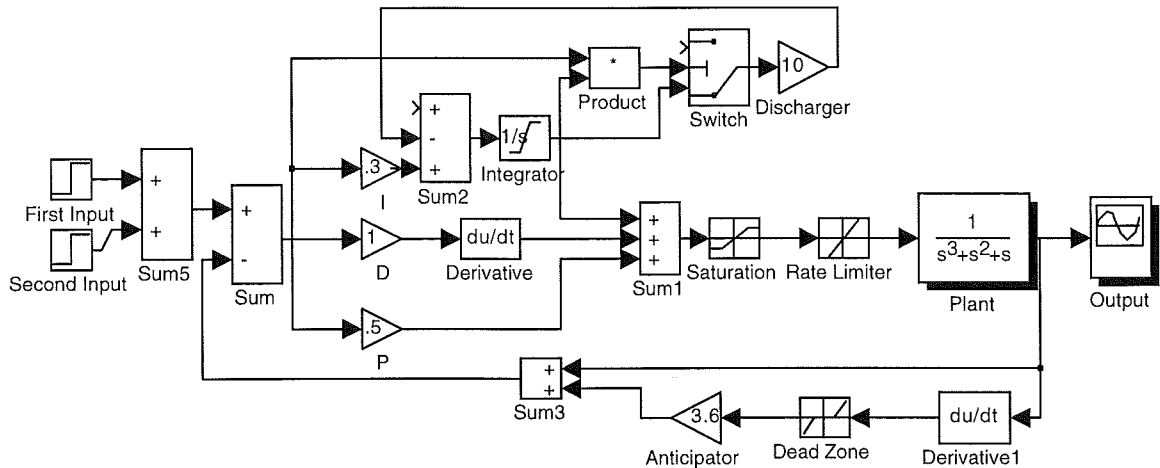 10
*
Product
Switch
Discharger
+
-
+
1/s
Integrator
Sum2
.3
I
First Input
+
+
Sum5
Second Input
+
-
Sum
1
D
du/dt
Derivative
+
+
+
Sum1
Saturation
Rate Limiter
1
s3+s2+s
Plant
Output
.5
P
+
+
Sum3
3.6
Anticipator
Dead Zone
du/dt
Derivative1